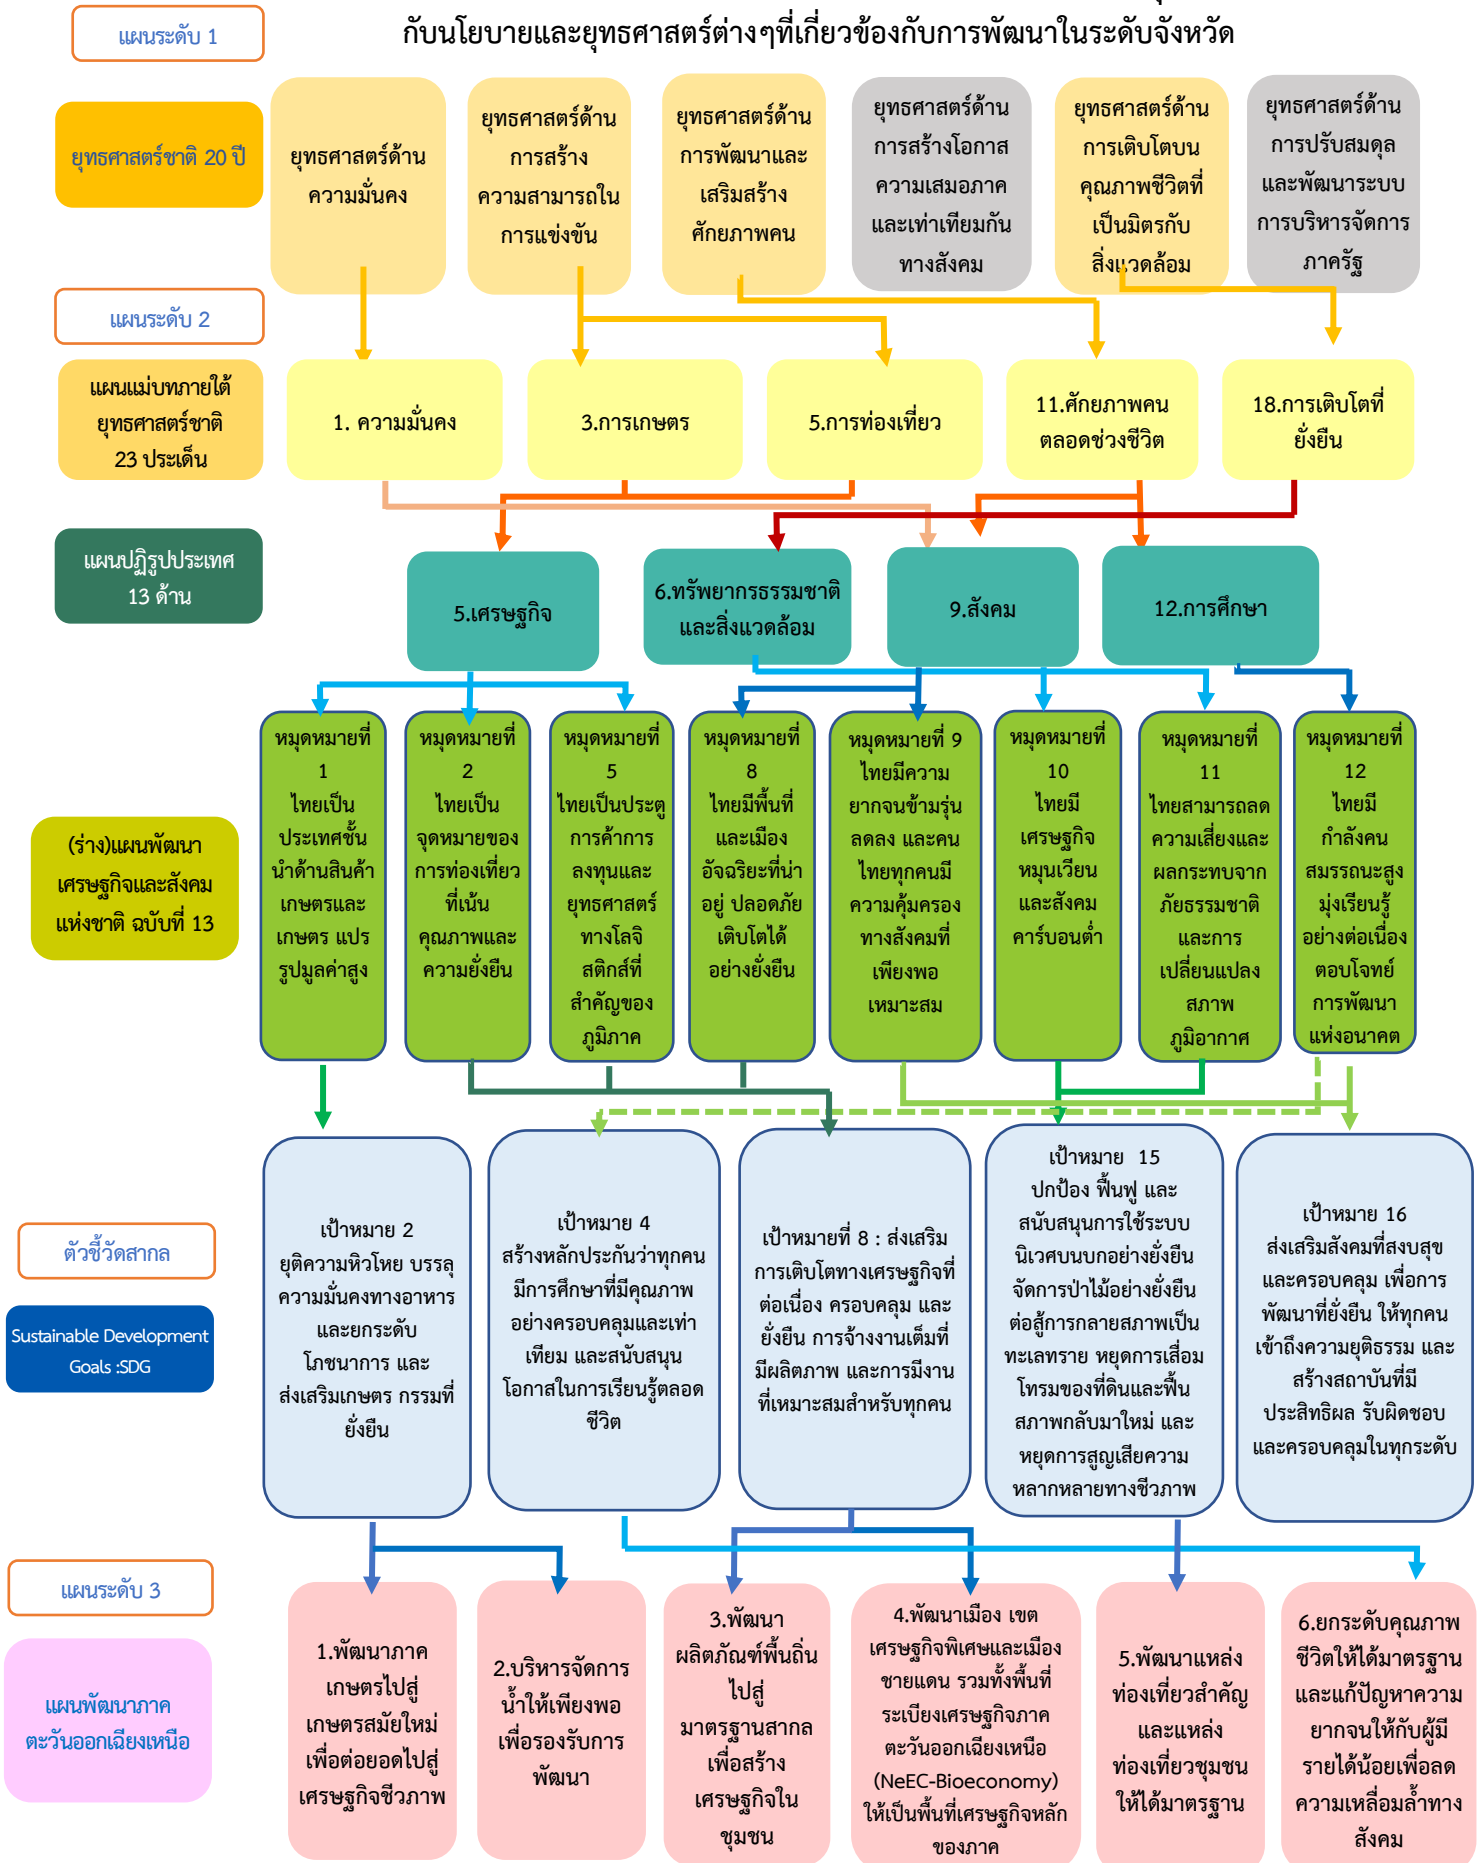 แผนระดับ 1
กับนโยบายและยุทธศาสตร์ต่างๆที่เกี่ยวข้องกับการพัฒนาในระดับจังหวัด
ยุทธศาสตร์ชาติ 20 ปี
ยุทธศาสตร์ด้าน
ความมั่นคง
ยุทธศาสตร์ด้าน
การสร้าง
ความสามารถใน
การแข่งขัน
ยุทธศาสตร์ด้าน
การพัฒนาและ
เสริมสร้าง
ศักยภาพคน
ยุทธศาสตร์ด้าน
การสร้างโอกาส
ความเสมอภาค
และเท่าเทียมกัน
ทางสังคม
ยุทธศาสตร์ด้าน
การเติบโตบน
คุณภาพชีวิตที่
เป็นมิตรกับ
สิ่งแวดล้อม
ยุทธศาสตร์ด้าน
การปรับสมดุล
และพัฒนาระบบ
การบริหารจัดการ
ภาครัฐ
แผนระดับ 2
แผนแม่บทภายใต้
ยุทธศาสตร์ชาติ
23 ประเด็น
1. ความมั่นคง
3.การเกษตร
5.การท่องเที่ยว
11.ศักยภาพคน
ตลอดช่วงชีวิต
18.การเติบโตที่
ยั่งยืน
แผนปฏิรูปประเทศ
13 ด้าน
5.เศรษฐกิจ
6.ทรัพยากรธรรมชาติ
และสิ่งแวดล้อม
9.สังคม
12.การศึกษา
(ร่าง)แผนพัฒนา
เศรษฐกิจและสังคม
แห่งชาติ ฉบับที่ 13
หมุดหมายที่
1
ไทยเป็น
ประเทศชั้น
นำด้านสินค้า
เกษตรและ
เกษตร แปร
รูปมูลค่าสูง
หมุดหมายที่
2
ไทยเป็น
จุดหมายของ
การท่องเที่ยว
ที่เน้น
คุณภาพและ
ความยั่งยืน
หมุดหมายที่
5
ไทยเป็นประตู
การค้าการ
ลงทุนและ
ยุทธศาสตร์
ทางโลจิ
สติกส์ที่
สำคัญของ
ภูมิภาค
หมุดหมายที่
8
ไทยมีพื้นที่
และเมือง
อัจฉริยะที่น่า
อยู่ ปลอดภัย
เติบโตได้
อย่างยั่งยืน
หมุดหมายที่ 9
ไทยมีความ
ยากจนข้ามรุ่น
ลดลง และคน
ไทยทุกคนมี
ความคุ้มครอง
ทางสังคมที่
เพียงพอ
เหมาะสม
หมุดหมายที่
10
ไทยมี
เศรษฐกิจ
หมุนเวียน
และสังคม
คาร์บอนต่ำ
หมุดหมายที่
11
ไทยสามารถลด
ความเสี่ยงและ
ผลกระทบจาก
ภัยธรรมชาติ
และการ
เปลี่ยนแปลง
สภาพ
ภูมิอากาศ
หมุดหมายที่
12
ไทยมี
กำลังคน
สมรรถนะสูง
มุ่งเรียนรู้
อย่างต่อเนื่อง
ตอบโจทย์
การพัฒนา
แห่งอนาคต
ตัวชี้วัดสากล
Sustainable Development
Goals :SDG
เป้าหมาย 2
ยุติความหิวโหย บรรลุ
ความมั่นคงทางอาหาร
และยกระดับ
โภชนาการ และ
ส่งเสริมเกษตร กรรมที่
ยั่งยืน
เป้าหมาย 4
สร้างหลักประกันว่าทุกคน
มีการศึกษาที่มีคุณภาพ
อย่างครอบคลุมและเท่า
เทียม และสนับสนุน
โอกาสในการเรียนรู้ตลอด
ชีวิต
เป้าหมายที่ 8 : ส่งเสริม
การเติบโตทางเศรษฐกิจที่
ต่อเนื่อง ครอบคลุม และ
ยั่งยืน การจ้างงานเต็มที่
มีผลิตภาพ และการมีงาน
ที่เหมาะสมสำหรับทุกคน
เป้าหมาย  15
ปกป้อง ฟื้นฟู และ
สนับสนุนการใช้ระบบ
นิเวศบนบกอย่างยั่งยืน
จัดการป่าไม้อย่างยั่งยืน
ต่อสู้การกลายสภาพเป็น
ทะเลทราย หยุดการเสื่อม
โทรมของที่ดินและฟื้น
สภาพกลับมาใหม่ และ
หยุดการสูญเสียความ
หลากหลายทางชีวภาพ
เป้าหมาย 16
ส่งเสริมสังคมที่สงบสุข
และครอบคลุม เพื่อการ
พัฒนาที่ยั่งยืน ให้ทุกคน
เข้าถึงความยุติธรรม และ
สร้างสถาบันที่มี
ประสิทธิผล รับผิดชอบ
และครอบคลุมในทุกระดับ
แผนระดับ 3
แผนพัฒนาภาค
ตะวันออกเฉียงเหนือ
1.พัฒนาภาค
เกษตรไปสู่
เกษตรสมัยใหม่
เพื่อต่อยอดไปสู่
เศรษฐกิจชีวภาพ
2.บริหารจัดการ
น้ำให้เพียงพอ
เพื่อรองรับการ
พัฒนา
3.พัฒนา
ผลิตภัณฑ์พื้นถิ่น
ไปสู่
มาตรฐานสากล
เพื่อสร้าง
เศรษฐกิจใน
ชุมชน
4.พัฒนาเมือง เขต
เศรษฐกิจพิเศษและเมือง
ชายแดน รวมทั้งพื้นที่
ระเบียงเศรษฐกิจภาค
ตะวันออกเฉียงเหนือ
(NeEC-Bioeconomy)
ให้เป็นพื้นที่เศรษฐกิจหลัก
ของภาค
5.พัฒนาแหล่ง
ท่องเที่ยวสำคัญ
และแหล่ง
ท่องเที่ยวชุมชน
ให้ได้มาตรฐาน
6.ยกระดับคุณภาพ
ชีวิตให้ได้มาตรฐาน
และแก้ปัญหาความ
ยากจนให้กับผู้มี
รายได้น้อยเพื่อลด
ความเหลื่อมล้ำทาง
สังคม